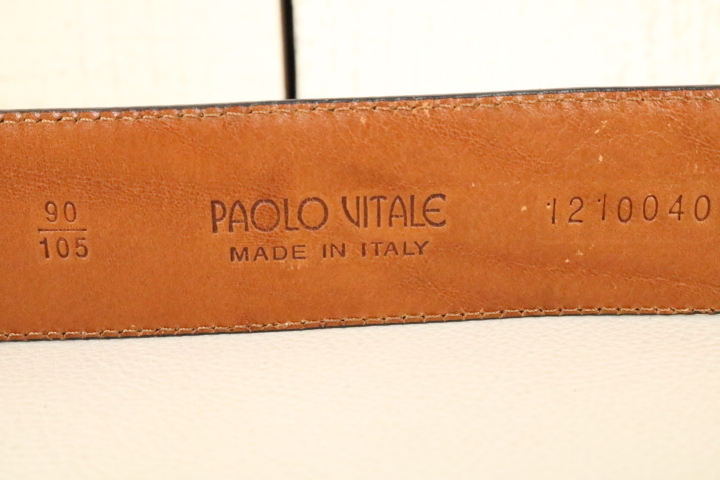 90
105
PAOLO VITALE
MADE IN ITALY
1210040